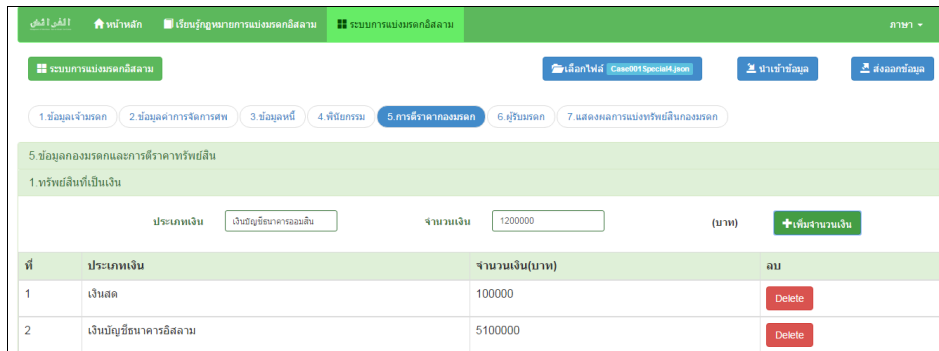 الفرائض หน้าหลัก เรียนรู้กฏหมายการแบ่งมรดกอิสลาม ระบบการแบ่งมรดกอิสลาม ภาษา
ระบบการแบ่งมรดกอิสลาม เลือกไฟล์ Case001Special4.json นำเข้าข้อมูล ส่งออกข้อมูล
1.ข้อมูลเจ้ามรดก 2.ข้อมูลค่าการจัดการศพ 3.ข้อมูลหนี้ 4.พินัยกรรม 5.การตีราคากองมรดก 6.ผู้รับมรดก 7.แสดงผลการแบ่งทรัพย์สินกองมรดก
5.ข้อมูลกองมรดกและการตีราคาทรัพย์สิน
1.ทรัพย์สินที่เป็นเงิน
ประเภทเงิน เงินบัญชีธนาคารออมสิน จำนวนเงิน 1200000 (บาท) เพิ่มจำนวนเงิน
ที่ ประเภทเงิน จำนวนเงิน(บาท) ลบ
1 เงินสด 100000 Delete
2 เงินบัญชีธนาคารอิสลาม 5100000 Delete